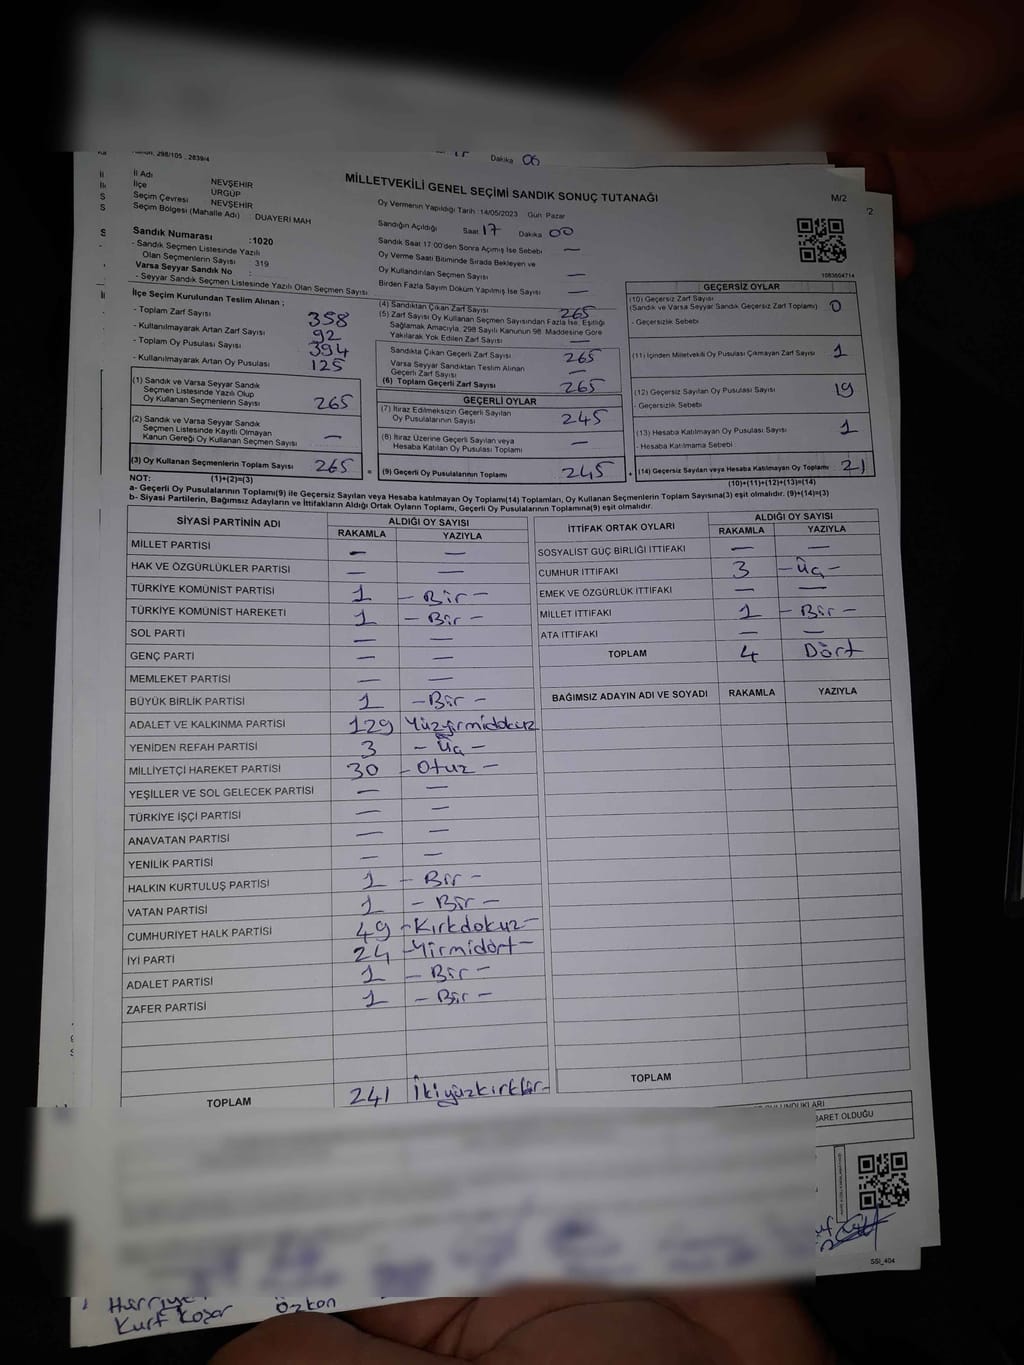 Dakika 06
298/105 _ 2839/4
İl Adı NEVŞEHİR
İlçe ÜRGÜP
Seçim Çevresi NEVŞEHİR
Seçim Bölgesi (Mahalle Adı) : DUAYERİ MAH
MİLLETVEKİLİ GENEL SEÇİMİ SANDIK SONUÇ TUTANAĞI
M/2
Oy Vermenin Yapıldığı Tarih :14/05/2023 Gün Pazar
Sandığın Açıldığı Saat 17 Dakika 00
Sandık Saat 17:00'den Sonra Açımış İse Sebebi —
Oy Verme Saati Bitiminde Sırada Bekleyen ve
Oy Kullandırılan Seçmen Sayısı —
Birden Fazla Sayım Döküm Yapılmış İse Sayısı —
1083604714
Sandık Numarası :1020
- Sandık Seçmen Listesinde Yazılı
Olan Seçmenlerin Sayısı 319
Varsa Seyyar Sandık No :
- Seyyar Sandık Seçmen Listesinde Yazılı Olan Seçmen Sayısı
İlçe Seçim Kurulundan Teslim Alınan ;
- Toplam Zarf Sayısı 358
- Kullanılmayarak Artan Zarf Sayısı 92
- Toplam Oy Pusulası Sayısı 394
- Kullanılmayarak Artan Oy Pusulası 125
(1) Sandık ve Varsa Seyyar Sandık
Seçmen Listesinde Yazılı Olup
Oy Kullanan Seçmenlerin Sayısı 265
(2) Sandık ve Varsa Seyyar Sandık
Seçmen Listesinde Kayıtlı Olmayan
Kanun Gereği Oy Kullanan Seçmen Sayısı —
(3) Oy Kullanan Seçmenlerin Toplam Sayısı 265
(4) Sandıktan Çıkan Zarf Sayısı 265
(5) Zarf Sayısı Oy Kullanan Seçmen Sayısından Fazla İse, Eşitliği
Sağlamak Amacıyla, 298 Sayılı Kanunun 98. Maddesine Göre
Yakılarak Yok Edilen Zarf Sayısı —
Sandıkta Çıkan Geçerli Zarf Sayısı 265
Varsa Seyyar Sandıktan Teslim Alınan
Geçerli Zarf Sayısı —
(6) Toplam Geçerli Zarf Sayısı 265
GEÇERLİ OYLAR
(7) İtiraz Edilmeksizin Geçerli Sayılan
Oy Pusulalarının Sayısı 245
(8) İtiraz Üzerine Geçerli Sayılan veya
Hesaba Katılan Oy Pusulası Toplamı —
(9) Geçerli Oy Pusulalarının Toplamı 245
GEÇERSİZ OYLAR
(10) Geçersiz Zarf Sayısı
(Sandık ve Varsa Seyyar Sandık Geçersiz Zarf Toplamı) 0
- Geçersizlik Sebebi
(11) İçinden Milletvekili Oy Pusulası Çıkmayan Zarf Sayısı 1
(12) Geçersiz Sayılan Oy Pusulası Sayısı 19
- Geçersizlik Sebebi
(13) Hesaba Katılmayan Oy Pusulası Sayısı 1
- Hesaba Katılmama Sebebi
(14) Geçersiz Sayılan veya Hesaba Katılmayan Oy Toplamı 21
NOT: (1)+(2)=(3) (10)+(11)+(12)+(13)=(14)
a- Geçerli Oy Pusulalarının Toplamı(9) ile Geçersiz Sayılan veya Hesaba katılmayan Oy Toplamı(14) Toplamları, Oy Kullanan Seçmenlerin Toplam Sayısına(3) eşit olmalıdır. (9)+(14)=(3)
b- Siyasi Partilerin, Bağımsız Adayların ve İttifakların Aldığı Ortak Oyların Toplamı, Geçerli Oy Pusulalarının Toplamına(9) eşit olmalıdır.
SİYASİ PARTİNİN ADI ALDIĞI OY SAYISI
RAKAMLA YAZIYLA
MİLLET PARTİSİ — —
HAK VE ÖZGÜRLÜKLER PARTİSİ — —
TÜRKİYE KOMÜNİST PARTİSİ 1 - Bir -
TÜRKİYE KOMÜNİST HAREKETİ 1 - Bir -
SOL PARTİ — —
GENÇ PARTİ — —
MEMLEKET PARTİSİ — —
BÜYÜK BİRLİK PARTİSİ 1 - Bir -
ADALET VE KALKINMA PARTİSİ 129 Yüzyirmidokuz
YENİDEN REFAH PARTİSİ 3 - Üç -
MİLLİYETÇİ HAREKET PARTİSİ 30 - Otuz -
YEŞİLLER VE SOL GELECEK PARTİSİ — —
TÜRKİYE İŞÇİ PARTİSİ — —
ANAVATAN PARTİSİ — —
YENİLİK PARTİSİ — —
HALKIN KURTULUŞ PARTİSİ 1 - Bir -
VATAN PARTİSİ 1 - Bir -
CUMHURİYET HALK PARTİSİ 49 - Kırkdokuz -
İYİ PARTİ 24 - Yirmidört -
ADALET PARTİSİ 1 - Bir -
ZAFER PARTİSİ 1 - Bir -
TOPLAM 241 İkiyüzkırkbir -
İTTİFAK ORTAK OYLARI ALDIĞI OY SAYISI
RAKAMLA YAZIYLA
SOSYALİST GÜÇ BİRLİĞİ İTTİFAKI — —
CUMHUR İTTİFAKI 3 - Üç -
EMEK VE ÖZGÜRLÜK İTTİFAKI — —
MİLLET İTTİFAKI 1 - Bir -
ATA İTTİFAKI — —
TOPLAM 4 Dört
BAĞIMSIZ ADAYIN ADI VE SOYADI RAKAMLA YAZIYLA
TOPLAM
BARET OLDUĞU
SSİ_404
Hürriyet Özkan
Kurt Koşar